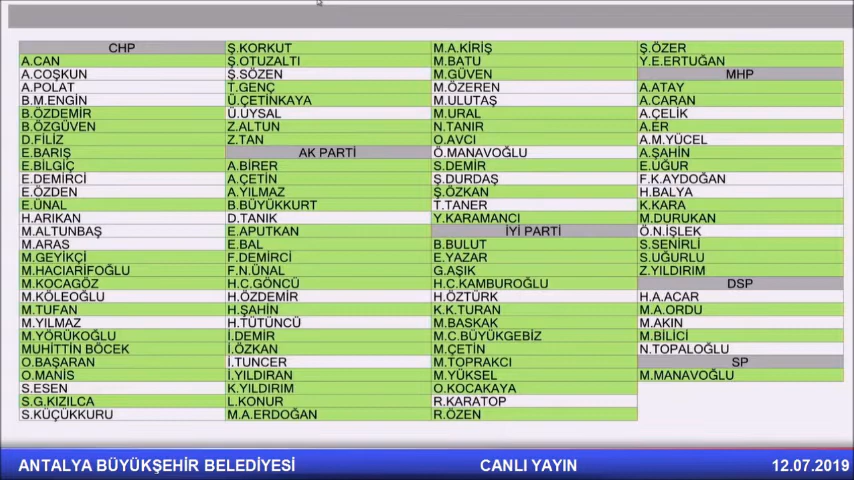 CHP
A.CAN
A.COŞKUN
A.POLAT
B.M.ENGİN
B.ÖZDEMİR
B.ÖZGÜVEN
D.FİLİZ
E.BARIŞ
E.BİLGİÇ
E.DEMİRCİ
E.ÖZDEN
E.ÜNAL
H.ARIKAN
M.ALTUNBAŞ
M.ARAS
M.GEYİKÇİ
M.HACIARİFOĞLU
M.KOCAGÖZ
M.KÖLEOĞLU
M.TUFAN
M.YILMAZ
M.YÖRÜKOĞLU
MUHİTTİN BÖCEK
O.BAŞARAN
O.MANİS
S.ESEN
S.G.KIZILCA
S.KÜÇÜKKURU
Ş.KORKUT
Ş.OTUZALTI
Ş.SÖZEN
T.GENÇ
Ü.ÇETİNKAYA
Ü.UYSAL
Z.ALTUN
Z.TAN
AK PARTİ
A.BİRER
A.ÇETİN
A.YILMAZ
B.BÜYÜKKURT
D.TANIK
E.APUTKAN
E.BAL
F.DEMİRCİ
F.N.ÜNAL
H.C.GÖNCÜ
H.ÖZDEMİR
H.ŞAHİN
H.TÜTÜNCÜ
İ.DEMİR
İ.ÖZKAN
İ.TUNCER
İ.YILDIRAN
K.YILDIRIM
L.KONUR
M.A.ERDOĞAN
M.A.KİRİŞ
M.BATU
M.GÜVEN
M.ÖZEREN
M.ULUTAŞ
M.URAL
N.TANIR
O.AVCI
Ö.MANAVOĞLU
S.DEMİR
Ş.DURDAŞ
Ş.ÖZKAN
T.TANER
Y.KARAMANCI
İYİ PARTİ
B.BULUT
E.YAZAR
G.AŞIK
H.C.KAMBUROĞLU
H.ÖZTÜRK
K.K.TURAN
M.BASKAK
M.C.BÜYÜKGEBİZ
M.ÇETİN
M.TOPRAKCI
M.YÜKSEL
O.KOCAKAYA
R.KARATOP
R.ÖZEN
Ş.ÖZER
Y.E.ERTUĞAN
MHP
A.ATAY
A.CARAN
A.ÇELİK
A.ER
A.M.YÜCEL
A.ŞAHİN
E.UĞUR
F.K.AYDOĞAN
H.BALYA
K.KARA
M.DURUKAN
Ö.N.İŞLEK
S.SENİRLİ
S.UĞURLU
Z.YILDIRIM
DSP
H.A.ACAR
M.A.ORDU
M.AKIN
M.BİLİCİ
N.TOPALOĞLU
SP
M.MANAVOĞLU
ANTALYA BÜYÜKŞEHİR BELEDİYESİ CANLI YAYIN 12.07.2019